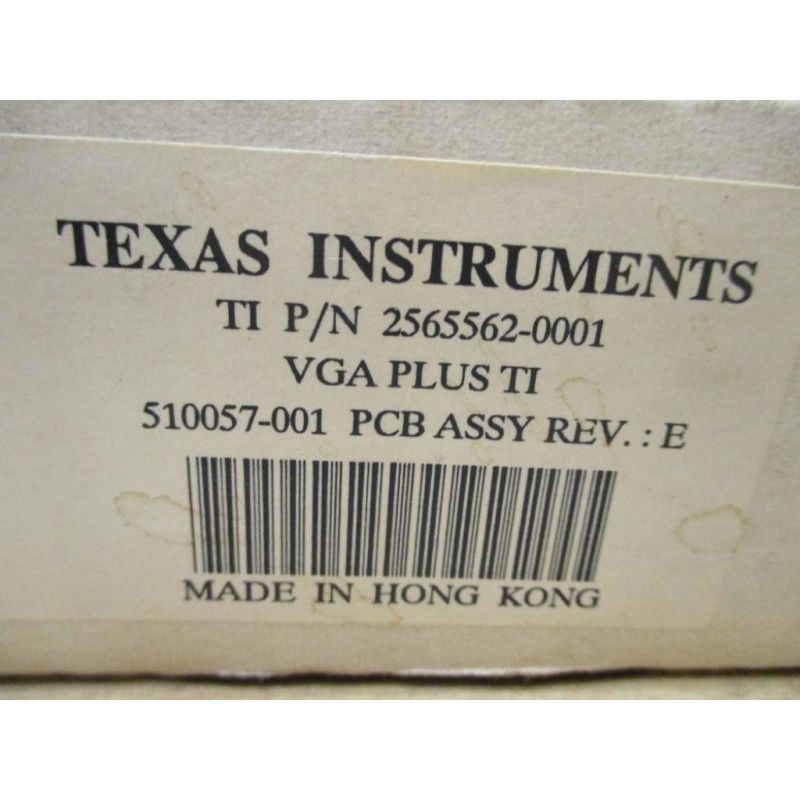 TEXAS INSTRUMENTS
TI P/N 2565562-0001
VGA PLUS TI
510057-001 PCB ASSY REV. : E
MADE IN HONG KONG